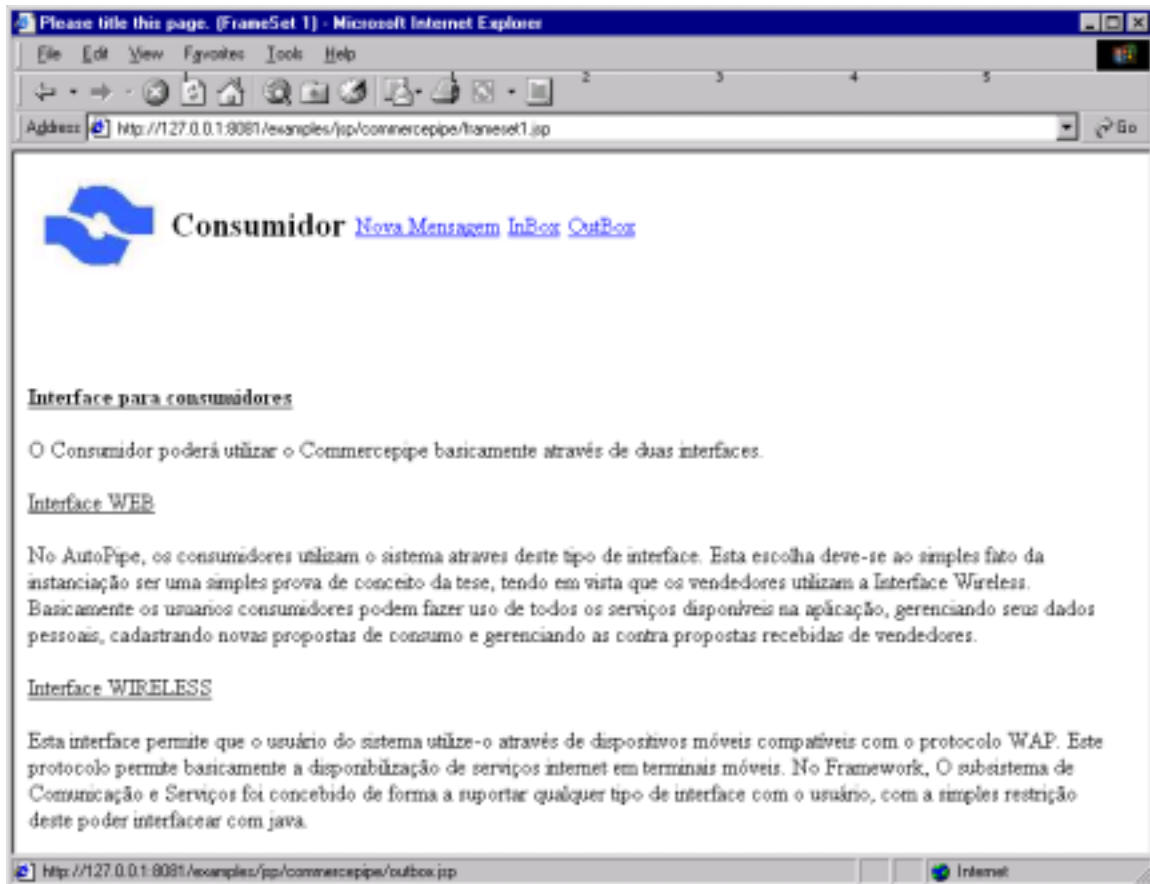 Please title this page. (FrameSet 1) - Microsoft Internet Explorer
File Edit View Favorites Tools Help
1 1 2 3 4 5
Address http://127.0.0.1:8081/examples/jsp/commercepipe/frameset1.jsp Go
Consumidor Nova Mensagem InBox OutBox
Interface para consumidores
O Consumidor poderá utilizar o Commercepipe basicamente através de duas interfaces.
Interface WEB
No AutoPipe, os consumidores utilizam o sistema atraves deste tipo de interface. Esta escolha deve-se ao simples fato da
instanciação ser uma simples prova de conceito da tese, tendo em vista que os vendedores utilizam a Interface Wireless.
Basicamente os usuarios consumidores podem fazer uso de todos os serviços disponíveis na aplicação, gerenciando seus dados
pessoais, cadastrando novas propostas de consumo e gerenciando as contra propostas recebidas de vendedores.
Interface WIRELESS
Esta interface permite que o usuário do sistema utilize-o através de dispositivos móveis compatíveis com o protocolo WAP. Este
protocolo permite basicamente a disponibilização de serviços internet em terminais móveis. No Framework, O subsistema de
Comunicação e Serviços foi concebido de forma a suportar qualquer tipo de interface com o usuário, com a simples restrição
deste poder interfacear com java.
http://127.0.0.1:8081/examples/jsp/commercepipe/outbox.jsp Internet